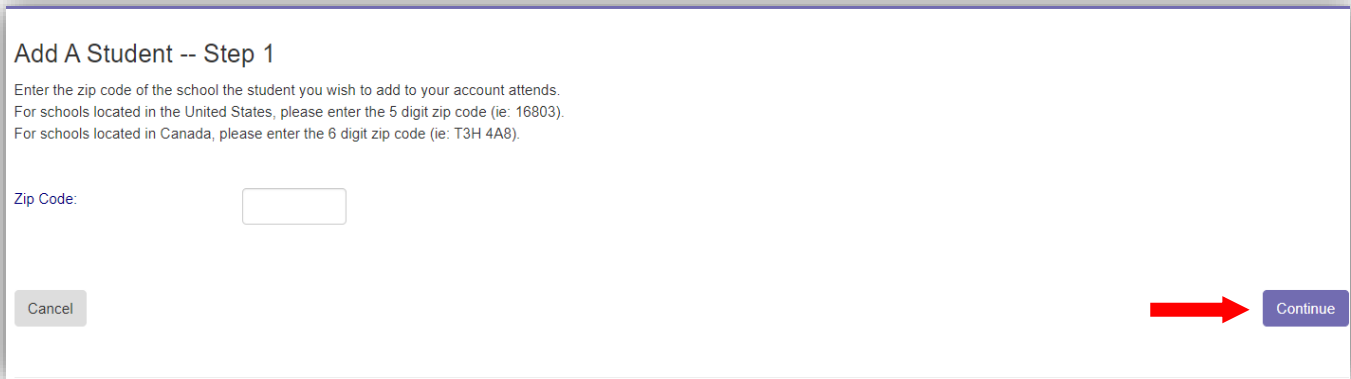 Add A Student -- Step 1
Enter the zip code of the school the student you wish to add to your account attends.
For schools located in the United States, please enter the 5 digit zip code (ie: 16803).
For schools located in Canada, please enter the 6 digit zip code (ie: T3H 4A8).
Zip Code:
Cancel
Continue